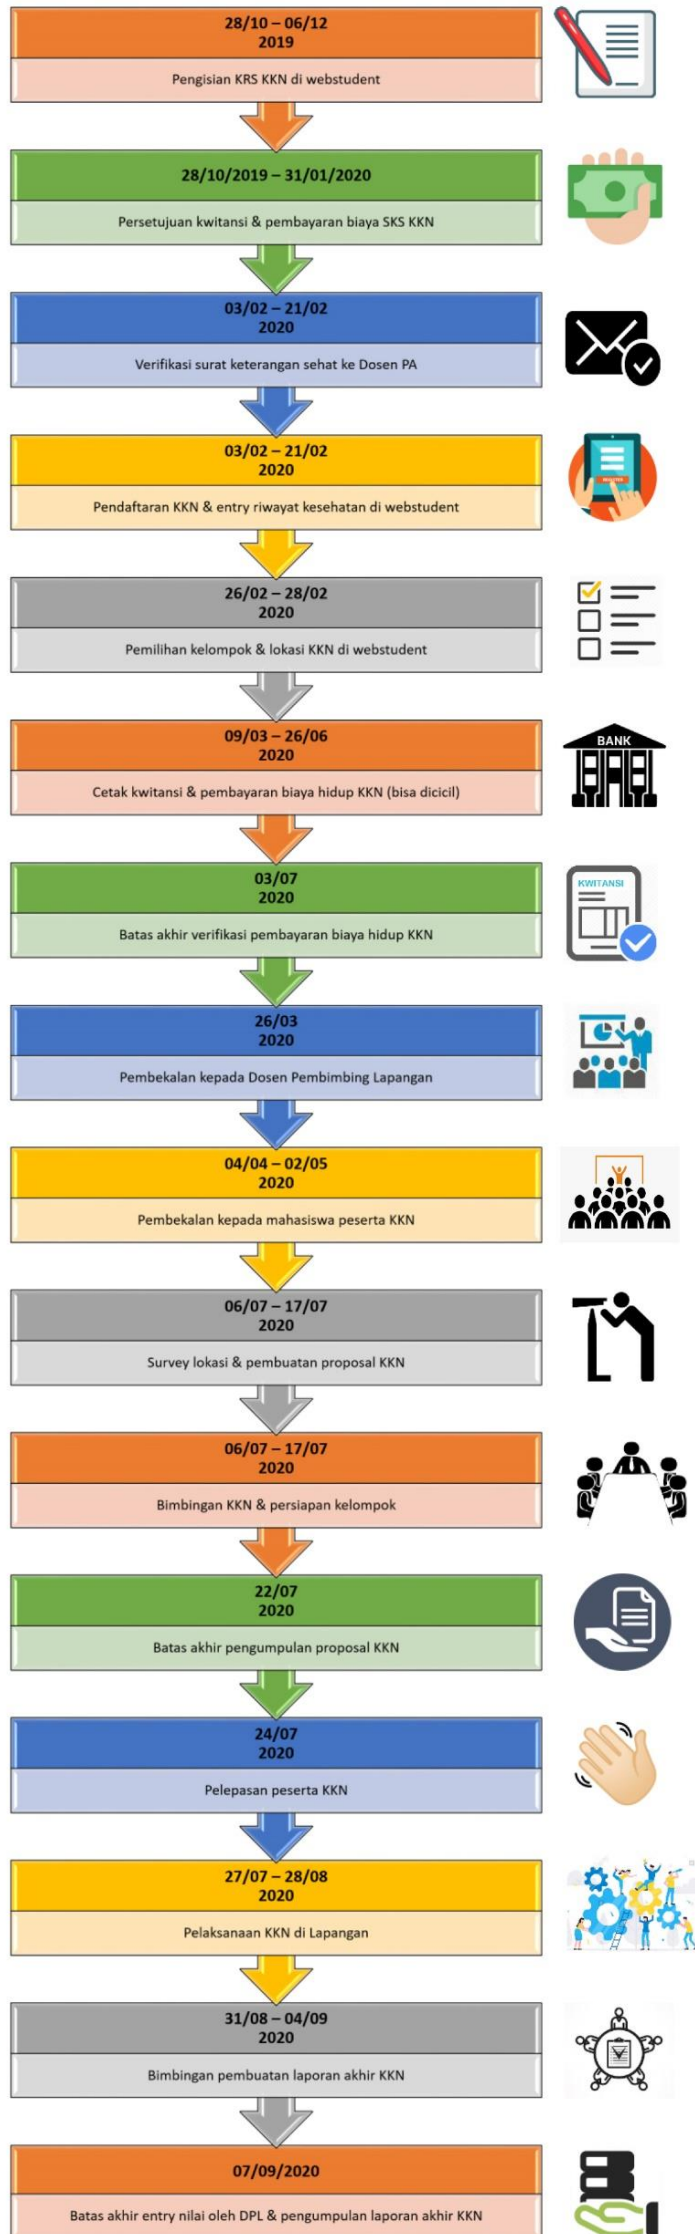 28/10 – 06/12
2019
Pengisian KRS KKN di webstudent
28/10/2019 – 31/01/2020
Persetujuan kwitansi & pembayaran biaya SKS KKN
03/02 – 21/02
2020
Verifikasi surat keterangan sehat ke Dosen PA
03/02 – 21/02
2020
Pendaftaran KKN & entry riwayat kesehatan di webstudent
26/02 – 28/02
2020
Pemilihan kelompok & lokasi KKN di webstudent
09/03 – 26/06
2020
Cetak kwitansi & pembayaran biaya hidup KKN (bisa dicicil)
BANK
03/07
2020
Batas akhir verifikasi pembayaran biaya hidup KKN
KWITANSI
26/03
2020
Pembekalan kepada Dosen Pembimbing Lapangan
04/04 – 02/05
2020
Pembekalan kepada mahasiswa peserta KKN
06/07 – 17/07
2020
Survey lokasi & pembuatan proposal KKN
06/07 – 17/07
2020
Bimbingan KKN & persiapan kelompok
22/07
2020
Batas akhir pengumpulan proposal KKN
24/07
2020
Pelepasan peserta KKN
27/07 – 28/08
2020
Pelaksanaan KKN di Lapangan
31/08 – 04/09
2020
Bimbingan pembuatan laporan akhir KKN
07/09/2020
Batas akhir entry nilai oleh DPL & pengumpulan laporan akhir KKN